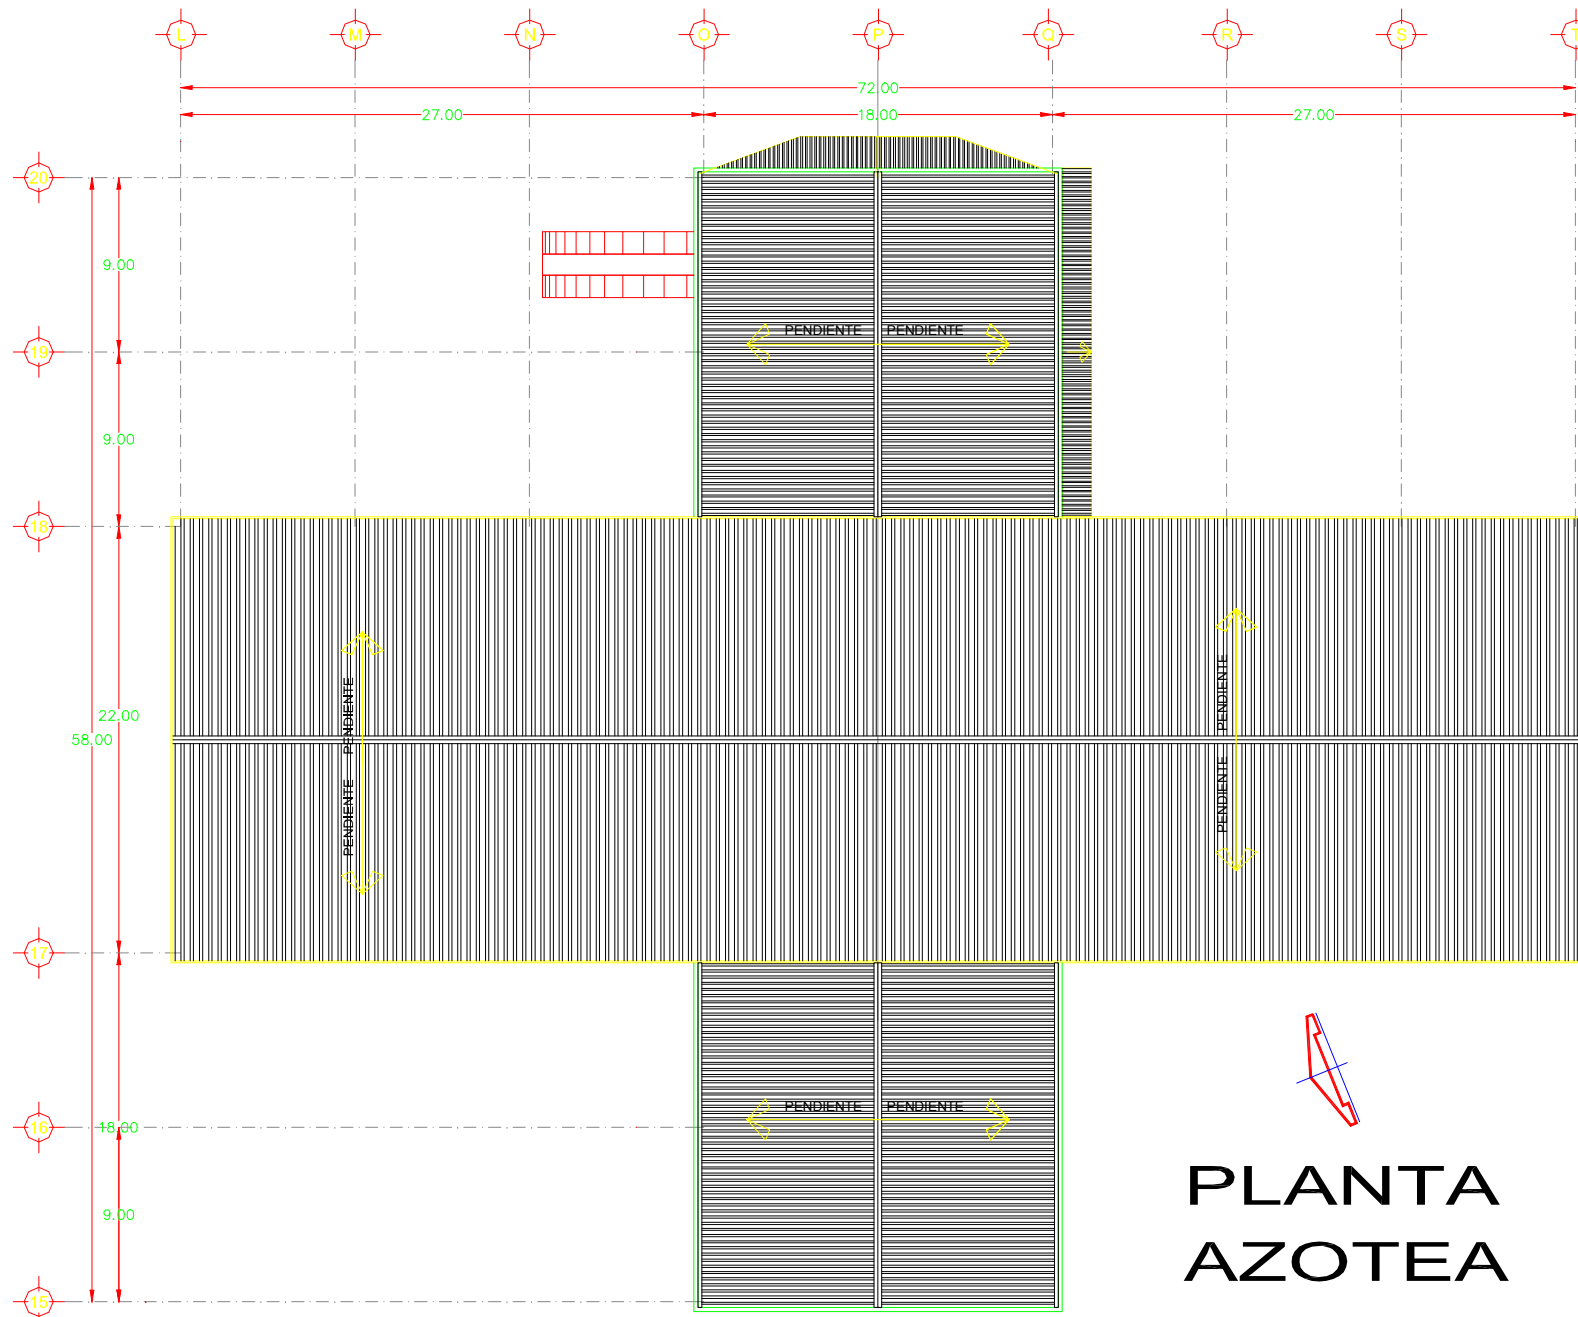 L M N O P Q R S T
72.00
27.00 18.00 27.00
20
9.00
PENDIENTE PENDIENTE
19
9.00
18
PENDIENTE PENDIENTE
PENDIENTE PENDIENTE
22.00
58.00
17
PENDIENTE PENDIENTE
16
18.00
9.00
15
PLANTA
AZOTEA